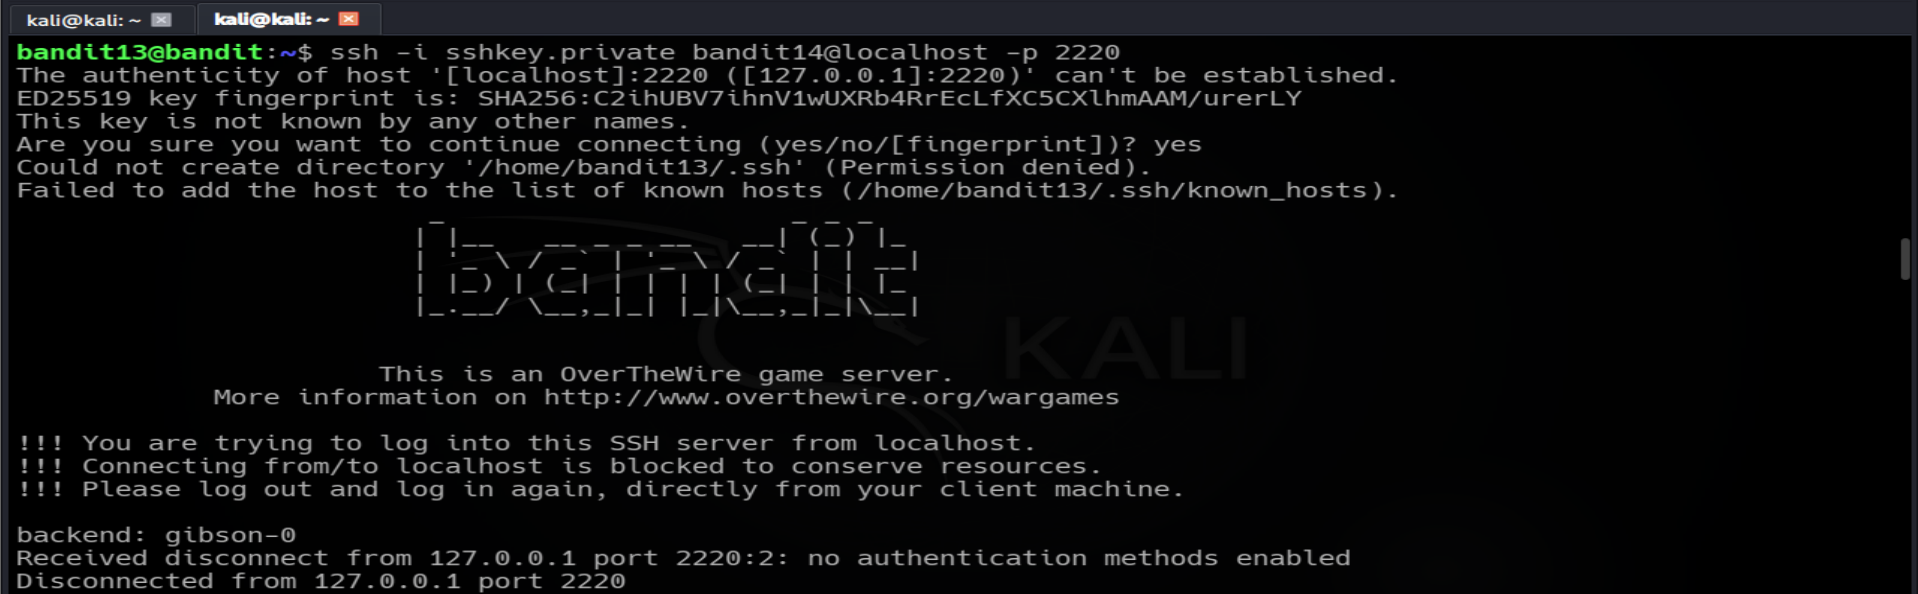 kali@kali: ~
kali@kali: ~
bandit13@bandit:~$ ssh -i sshkey.private bandit14@localhost -p 2220
The authenticity of host '[localhost]:2220 ([127.0.0.1]:2220)' can't be established.
ED25519 key fingerprint is: SHA256:C2ihUBV7ihnV1wUXRb4RrEcLfXC5CXlhmAAM/urerLY
This key is not known by any other names.
Are you sure you want to continue connecting (yes/no/[fingerprint])? yes
Could not create directory '/home/bandit13/.ssh' (Permission denied).
Failed to add the host to the list of known hosts (/home/bandit13/.ssh/known_hosts).
bandit
KALI
This is an OverTheWire game server.
More information on http://www.overthewire.org/wargames
!!! You are trying to log into this SSH server from localhost.
!!! Connecting from/to localhost is blocked to conserve resources.
!!! Please log out and log in again, directly from your client machine.
backend: gibson-0
Received disconnect from 127.0.0.1 port 2220:2: no authentication methods enabled
Disconnected from 127.0.0.1 port 2220